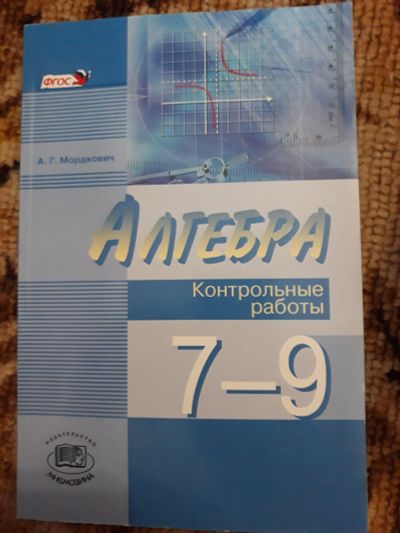 ФГОС
А. Г. Мордкович
АЛГЕБРА
Контрольные
работы
7–9
ИЗДАТЕЛЬСТВО
МНЕМОЗИНА